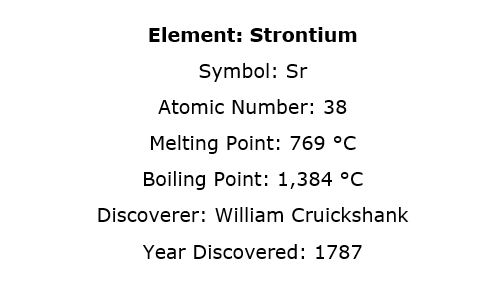 Element: Strontium
Symbol: Sr
Atomic Number: 38
Melting Point: 769 °C
Boiling Point: 1,384 °C
Discoverer: William Cruickshank
Year Discovered: 1787